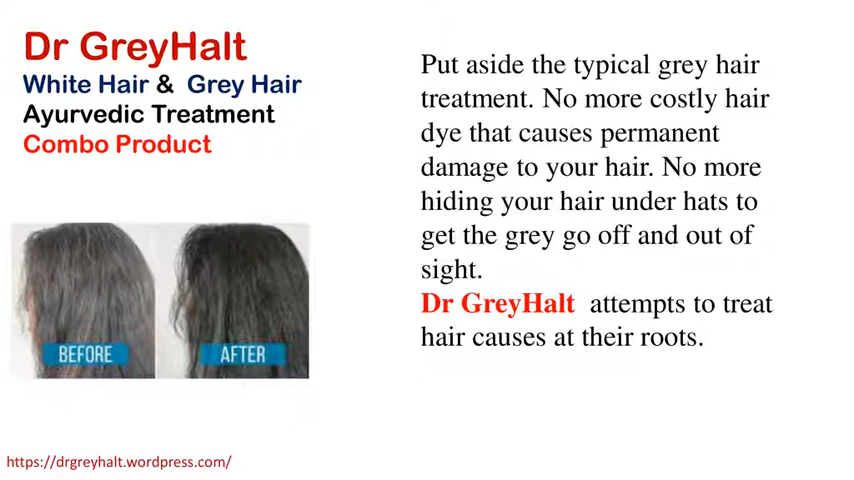 Dr GreyHalt
White Hair & Grey Hair
Ayurvedic Treatment
Combo Product
BEFORE
AFTER
Put aside the typical grey hair
treatment. No more costly hair
dye that causes permanent
damage to your hair. No more
hiding your hair under hats to
get the grey go off and out of
sight.
Dr GreyHalt attempts to treat
hair causes at their roots.
https://drgreyhalt.wordpress.com/